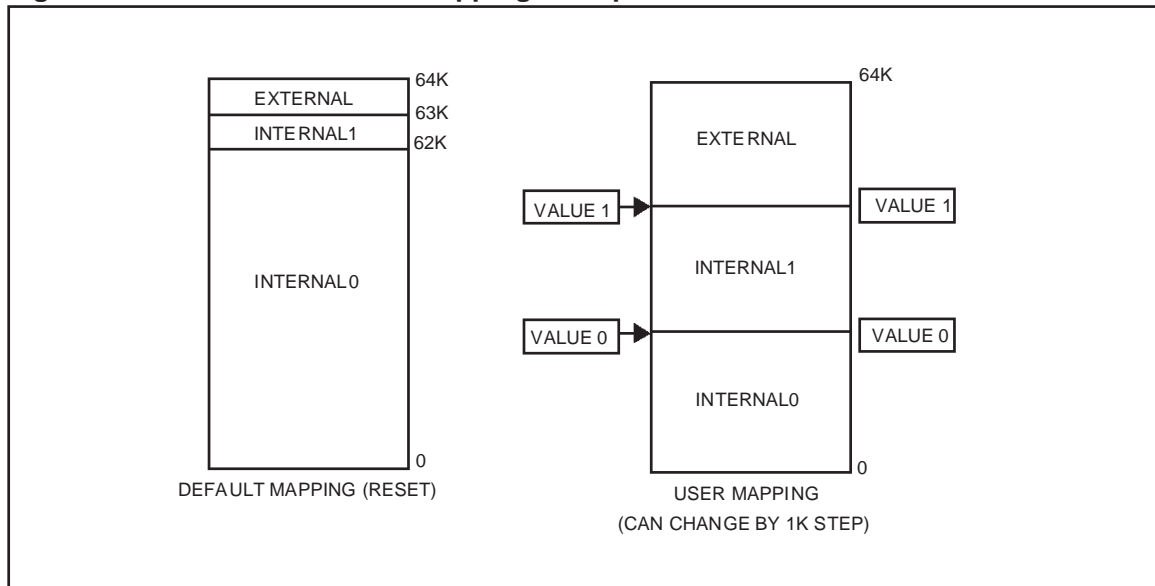 64K
EXTERNAL
63K
INTERNAL1
62K
INTERNAL0
0
DEFAULT MAPPING (RESET)
64K
EXTERNAL
VALUE 1
VALUE 1
INTERNAL1
VALUE 0
VALUE 0
INTERNAL0
0
USER MAPPING
(CAN CHANGE BY 1K STEP)